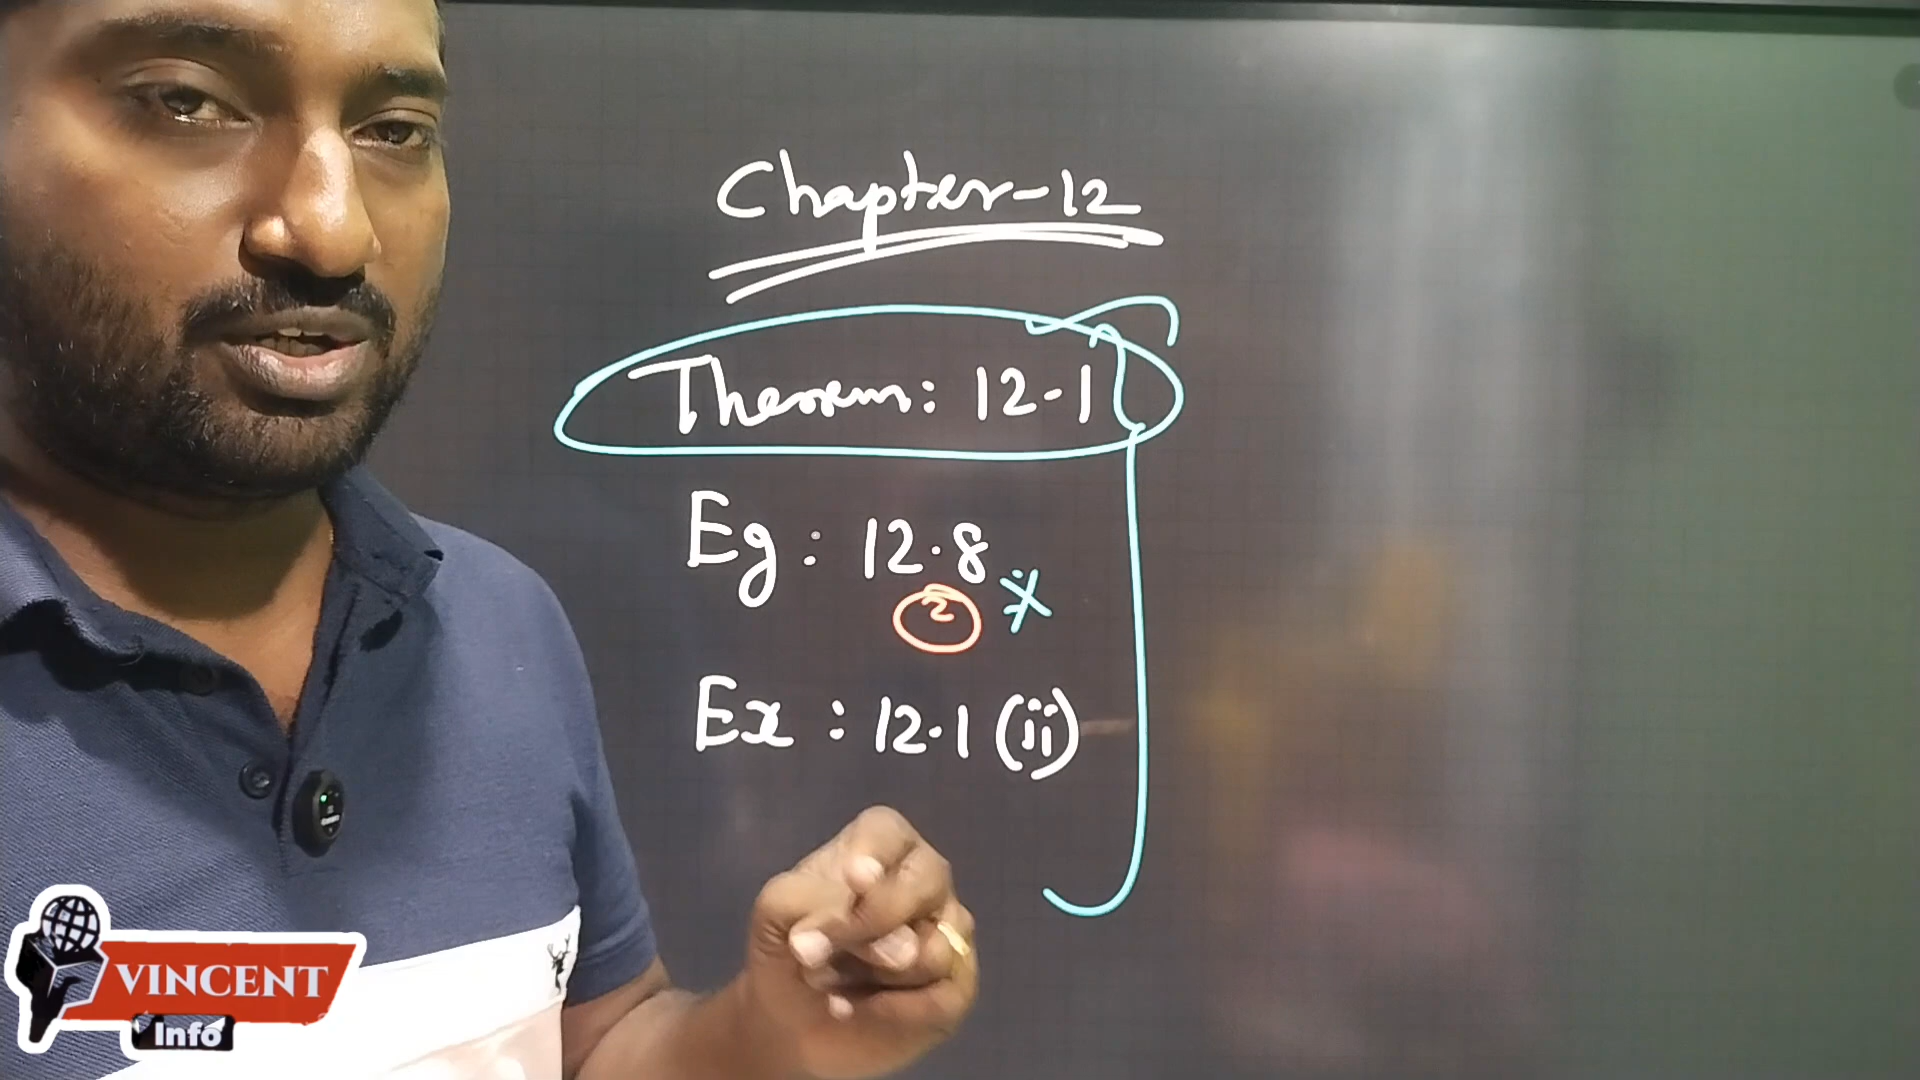 Chapter-12
Theorem: 12-1
Eg: 12.8
2
Ex: 12.1 (ii)
VINCENT
Info